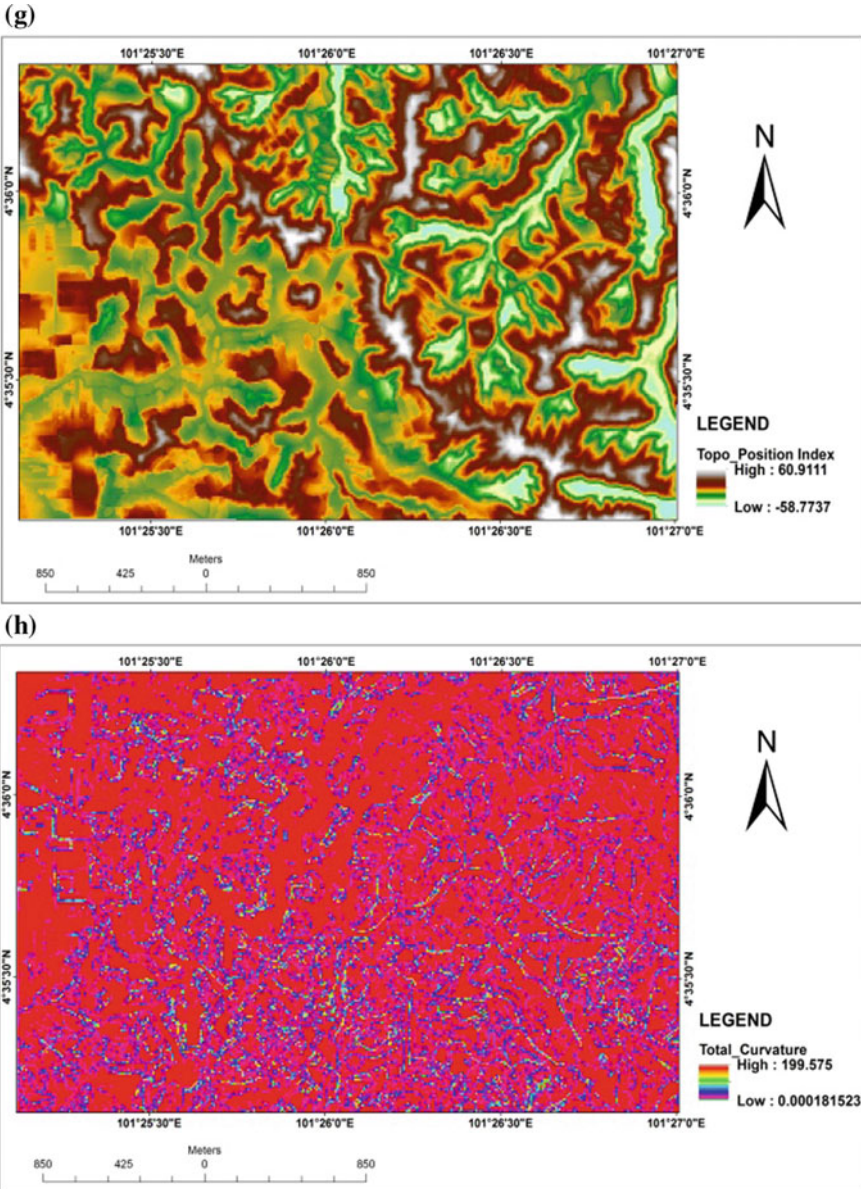 (g)
101°25'30"E 101°26'0"E 101°26'30"E 101°27'0"E
N
4°36'0"N 4°36'0"N
4°35'30"N 4°35'30"N
LEGEND
Topo_Position Index
High : 60.9111
Low : -58.7737
101°25'30"E 101°26'0"E 101°26'30"E 101°27'0"E
Meters
850 425 0 850
(h)
101°25'30"E 101°26'0"E 101°26'30"E 101°27'0"E
N
4°36'0"N 4°36'0"N
4°35'30"N 4°35'30"N
LEGEND
Total_Curvature
High : 199.575
Low : 0.000181523
101°25'30"E 101°26'0"E 101°26'30"E 101°27'0"E
Meters
850 425 0 850